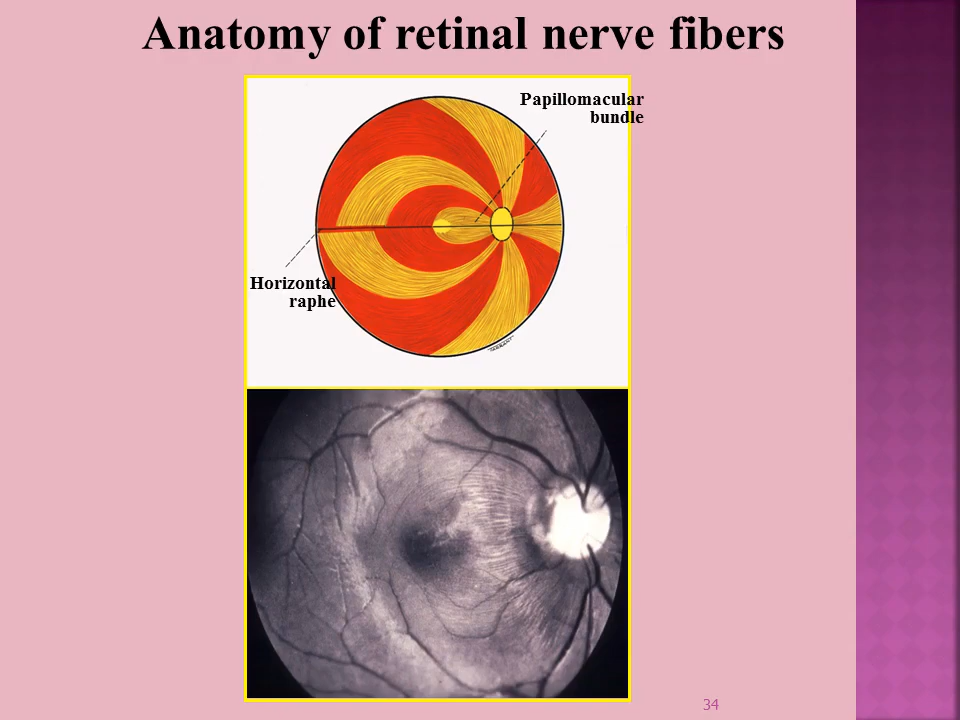 Anatomy of retinal nerve fibers
Papillomacular
bundle
Horizontal
raphe
34